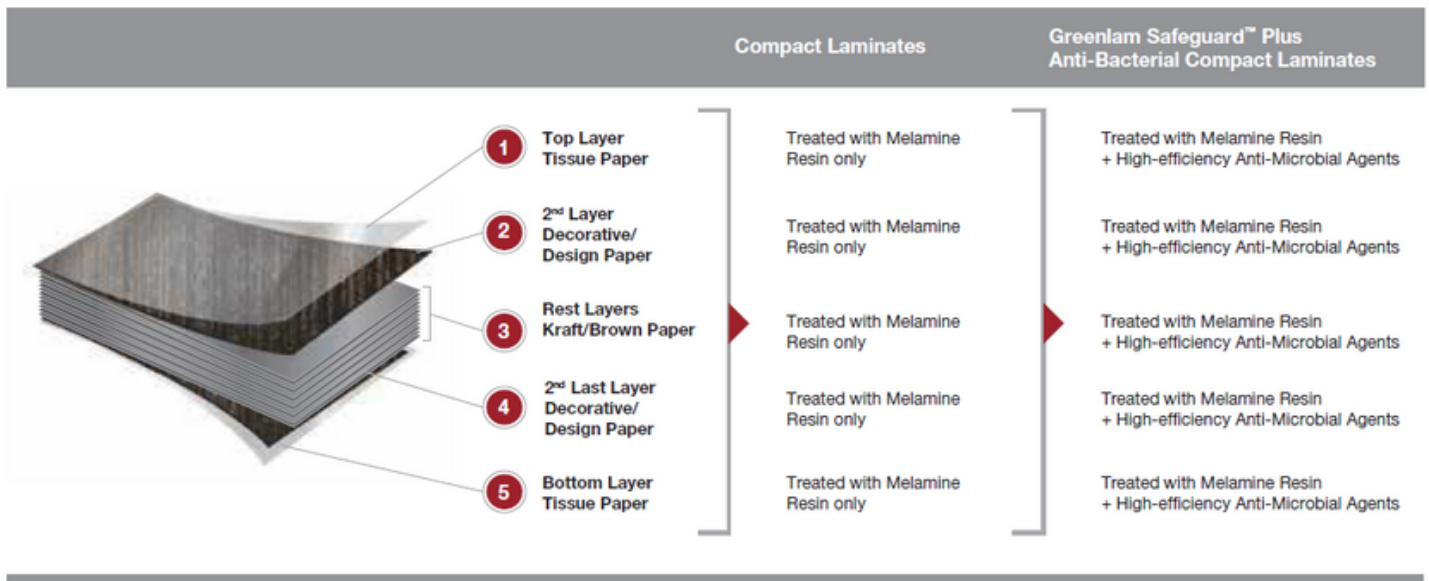 Compact Laminates
Greenlam Safeguard™ Plus
Anti-Bacterial Compact Laminates
1
Top Layer
Tissue Paper
Treated with Melamine
Resin only
Treated with Melamine Resin
+ High-efficiency Anti-Microbial Agents
2
2nd Layer
Decorative/
Design Paper
Treated with Melamine
Resin only
Treated with Melamine Resin
+ High-efficiency Anti-Microbial Agents
3
Rest Layers
Kraft/Brown Paper
Treated with Melamine
Resin only
Treated with Melamine Resin
+ High-efficiency Anti-Microbial Agents
4
2nd Last Layer
Decorative/
Design Paper
Treated with Melamine
Resin only
Treated with Melamine Resin
+ High-efficiency Anti-Microbial Agents
5
Bottom Layer
Tissue Paper
Treated with Melamine
Resin only
Treated with Melamine Resin
+ High-efficiency Anti-Microbial Agents